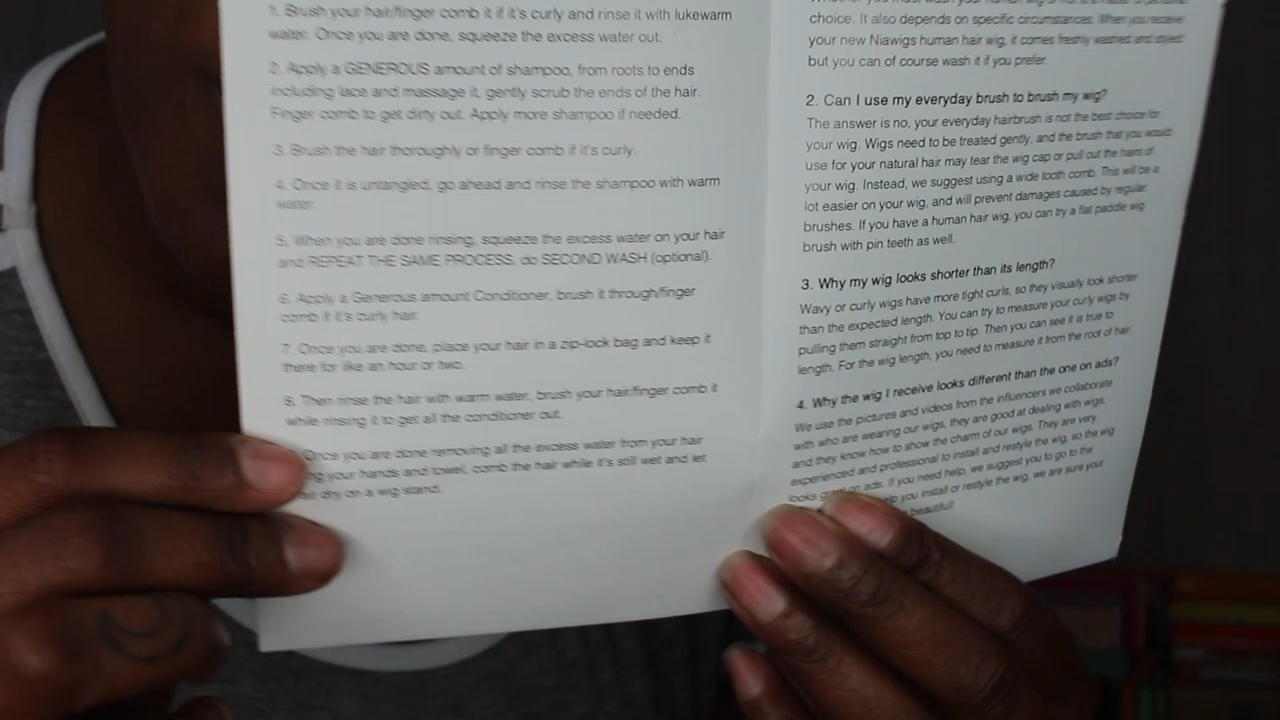 1. Brush your hair/finger comb it if it's curly and rinse it with lukewarm
water. Once you are done, squeeze the excess water out.
2. Apply a GENEROUS amount of shampoo, from roots to ends
including lace and massage it, gently scrub the ends of the hair.
Finger comb to get dirty out. Apply more shampoo if needed.
3. Brush the hair thoroughly or finger comb if it's curly.
4. Once it is untangled, go ahead and rinse the shampoo with warm
water.
5. When you are done rinsing, squeeze the excess water on your hair
and REPEAT THE SAME PROCESS, do SECOND WASH (optional).
6. Apply a Generous amount Conditioner, brush it through/finger
comb if it's curly hair.
7. Once you are done, place your hair in a zip-lock bag and keep it
there for like an hour or two.
8. Then rinse the hair with warm water, brush your hair/finger comb it
while rinsing it to get all the conditioner out.
Once you are done removing all the excess water from your hair
your hands and towel, comb the hair while it's still wet and let
dry on a wig stand.
choice. It also depends on specific circumstances. When you receive
your new Niawigs human hair wig, it comes freshly washed and styled
but you can of course wash it if you prefer.
2. Can I use my everyday brush to brush my wig?
The answer is no, your everyday hairbrush is not the best choice for
your wig. Wigs need to be treated gently, and the brush that you would
use for your natural hair may tear the wig cap or pull out the hairs of
your wig. Instead, we suggest using a wide tooth comb. This will be a
lot easier on your wig, and will prevent damages caused by regular
brushes. If you have a human hair wig, you can try a flat paddle wig
brush with pin teeth as well.
3. Why my wig looks shorter than its length?
Wavy or curly wigs have more tight curls, so they visually look shorter
than the expected length. You can try to measure your curly wigs by
pulling them straight from top to tip. Then you can see it is true to
length. For the wig length, you need to measure it from the root of hair
4. Why the wig I receive looks different than the one on ads?
We use the pictures and videos from the influencers we collaborate
with who are wearing our wigs, they are good at dealing with wigs,
and they know how to show the charm of our wigs. They are very
experienced and professional to install and restyle the wig, so the wig
looks on ads. If you need help, we suggest you to go to the
you install or restyle the wig, we are sure your
beautiful!